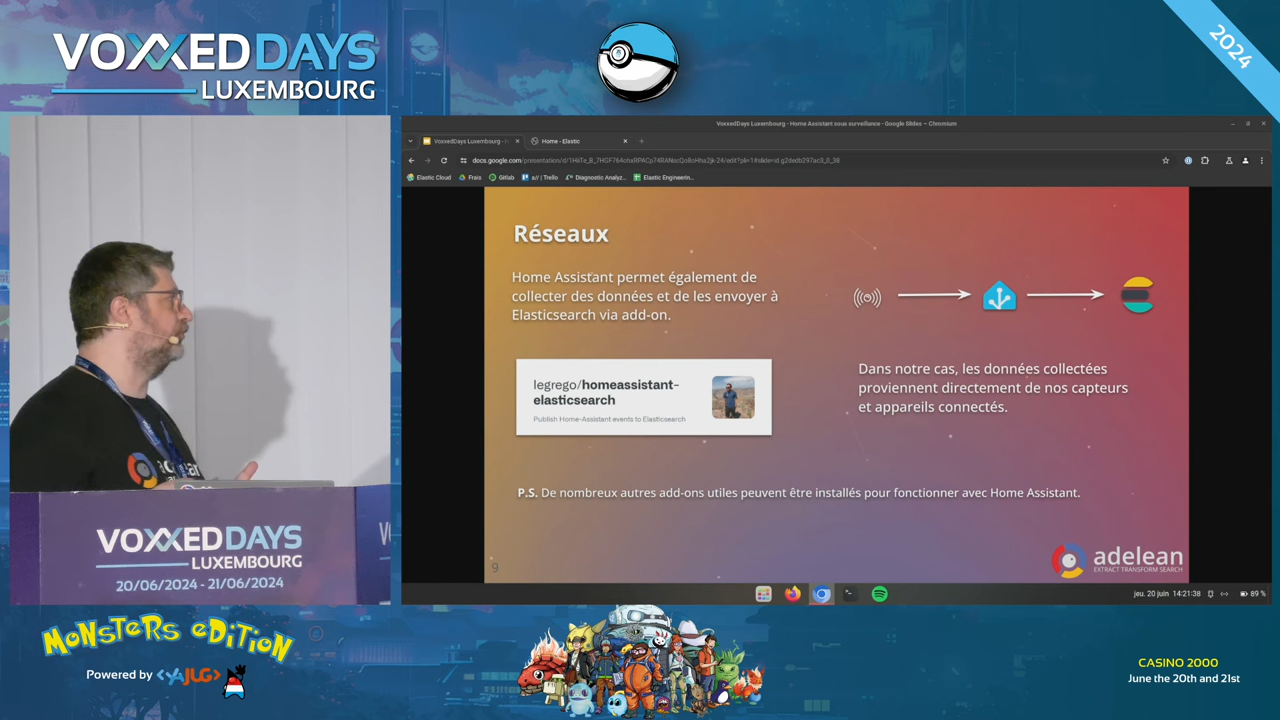 VOXXED DAYS
LUXEMBOURG
2024
VoxxedDays Luxembourg - Home Assistant sous surveillance - Google Slides – Chromium
VoxxedDays Luxembourg -
Home - Elastic
Elastic Cloud
Frais
Gitlab
a// | Trello
Diagnostic Analyz...
Elastic Engineerin...
Réseaux
Home Assistant permet également de
collecter des données et de les envoyer à
Elasticsearch via add-on.
legrego/homeassistant-
elasticsearch
Publish Home-Assistant events to Elasticsearch
Dans notre cas, les données collectées
proviennent directement de nos capteurs
et appareils connectés.
P.S. De nombreux autres add-ons utiles peuvent être installés pour fonctionner avec Home Assistant.
9
adelean
EXTRACT TRANSFORM SEARCH
jeu. 20 juin 14:21:38
89 %
VOXXED DAYS
LUXEMBOURG
20/06/2024 - 21/06/2024
MONSTERS EDITION
Powered by <YAJUG>
CASINO 2000
June the 20th and 21st